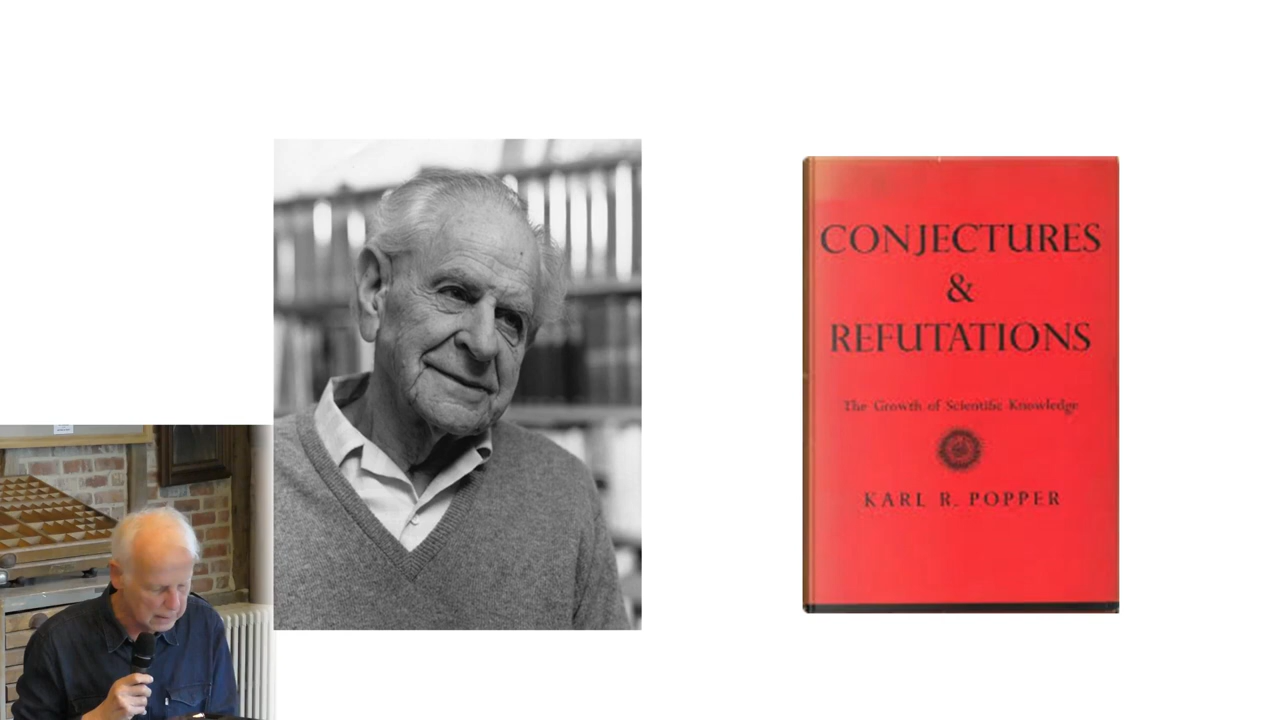 CONJECTURES
&
REFUTATIONS
The Growth of Scientific Knowledge
KARL R. POPPER